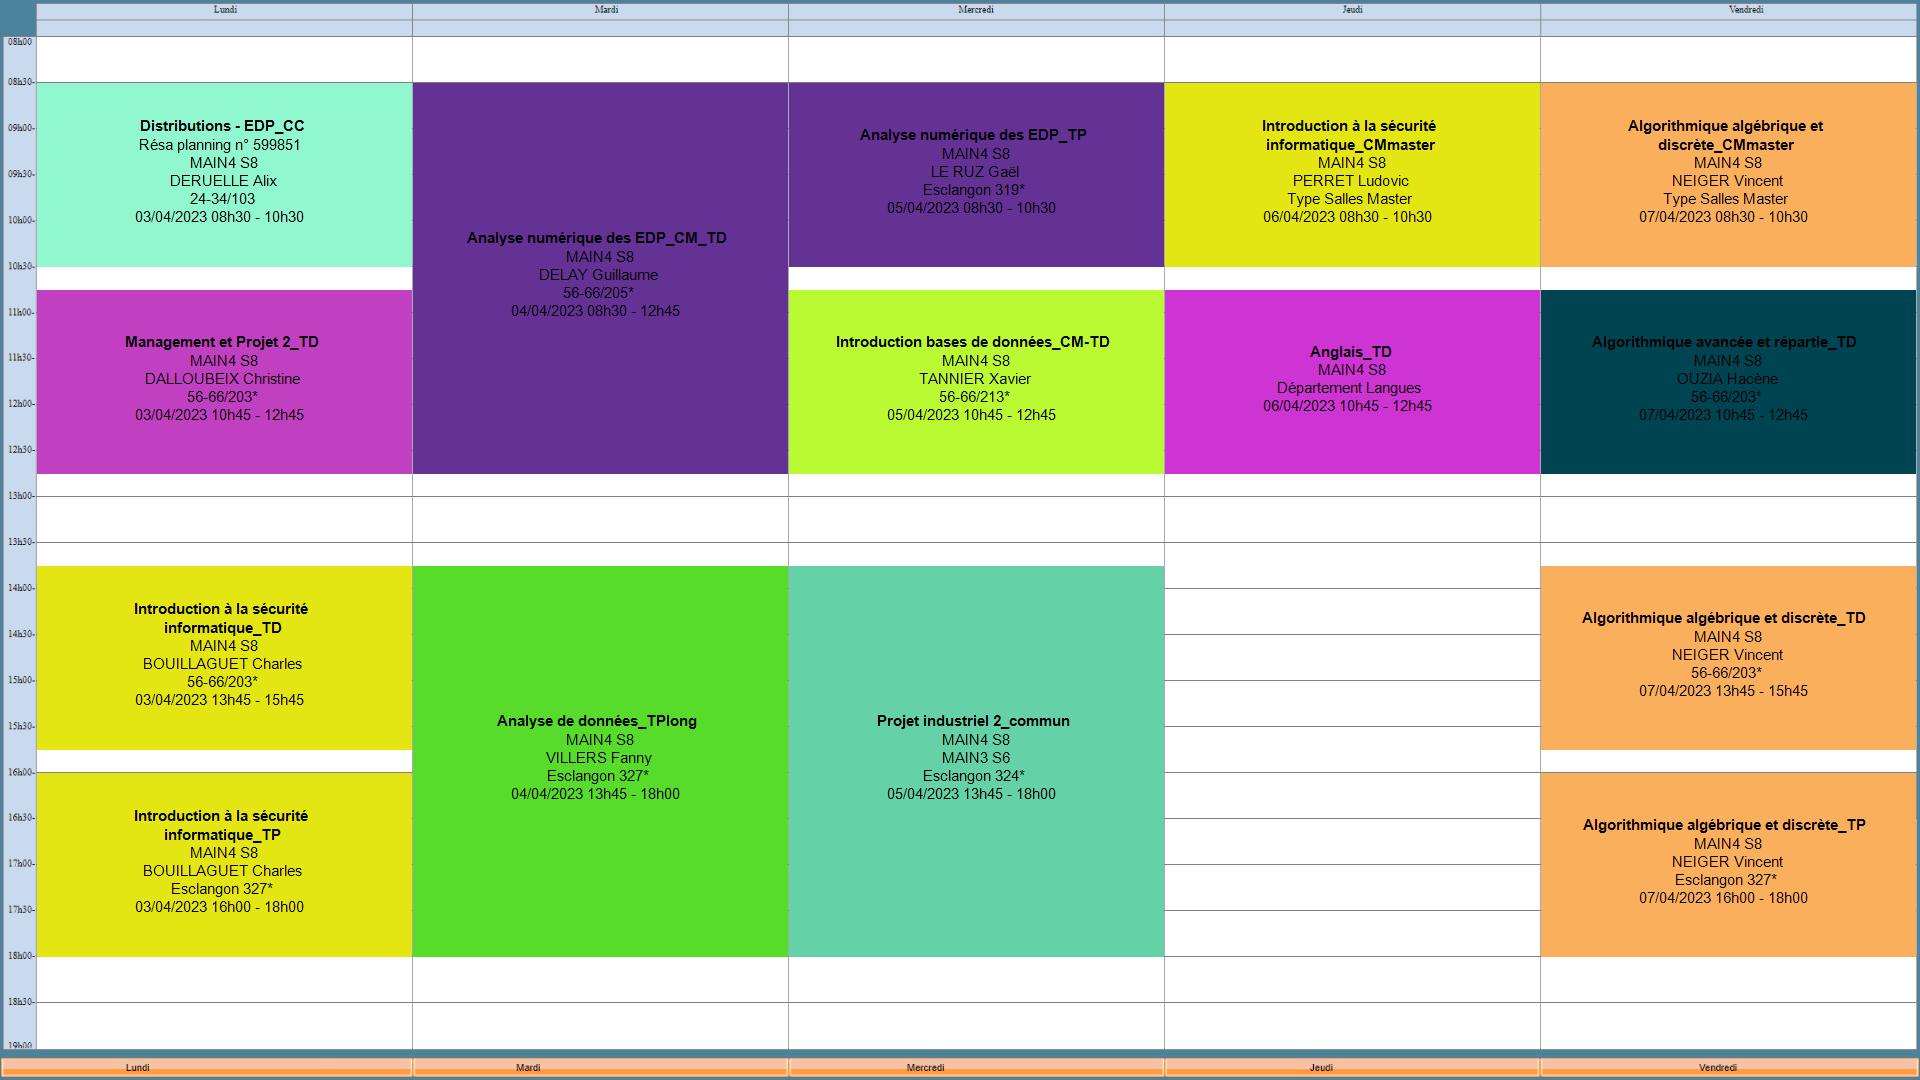 Lundi
Mardi
Mercredi
Jeudi
Vendredi
08h00
08h30-
09h00-
09h30-
10h00-
10h30-
11h00-
11h30-
12h00-
12h30-
13h00-
13h30-
14h00-
14h30-
15h00-
15h30-
16h00-
16h30-
17h00-
17h30-
18h00-
18h30-
19h00
Distributions - EDP_CC
Résa planning n° 599851
MAIN4 S8
DERUELLE Alix
24-34/103
03/04/2023 08h30 - 10h30
Management et Projet 2_TD
MAIN4 S8
DALLOUBEIX Christine
56-66/203*
03/04/2023 10h45 - 12h45
Introduction à la sécurité
informatique_TD
MAIN4 S8
BOUILLAGUET Charles
56-66/203*
03/04/2023 13h45 - 15h45
Introduction à la sécurité
informatique_TP
MAIN4 S8
BOUILLAGUET Charles
Esclangon 327*
03/04/2023 16h00 - 18h00
Analyse numérique des EDP_CM_TD
MAIN4 S8
DELAY Guillaume
56-66/205*
04/04/2023 08h30 - 12h45
Analyse de données_TPlong
MAIN4 S8
VILLERS Fanny
Esclangon 327*
04/04/2023 13h45 - 18h00
Analyse numérique des EDP_TP
MAIN4 S8
LE RUZ Gaël
Esclangon 319*
05/04/2023 08h30 - 10h30
Introduction bases de données_CM-TD
MAIN4 S8
TANNIER Xavier
56-66/213*
05/04/2023 10h45 - 12h45
Projet industriel 2_commun
MAIN4 S8
MAIN3 S6
Esclangon 324*
05/04/2023 13h45 - 18h00
Introduction à la sécurité
informatique_CMmaster
MAIN4 S8
PERRET Ludovic
Type Salles Master
06/04/2023 08h30 - 10h30
Anglais_TD
MAIN4 S8
Département Langues
06/04/2023 10h45 - 12h45
Algorithmique algébrique et
discrète_CMmaster
MAIN4 S8
NEIGER Vincent
Type Salles Master
07/04/2023 08h30 - 10h30
Algorithmique avancée et répartie_TD
MAIN4 S8
OUZIA Hacène
56-66/203*
07/04/2023 10h45 - 12h45
Algorithmique algébrique et discrète_TD
MAIN4 S8
NEIGER Vincent
56-66/203*
07/04/2023 13h45 - 15h45
Algorithmique algébrique et discrète_TP
MAIN4 S8
NEIGER Vincent
Esclangon 327*
07/04/2023 16h00 - 18h00
Lundi
Mardi
Mercredi
Jeudi
Vendredi